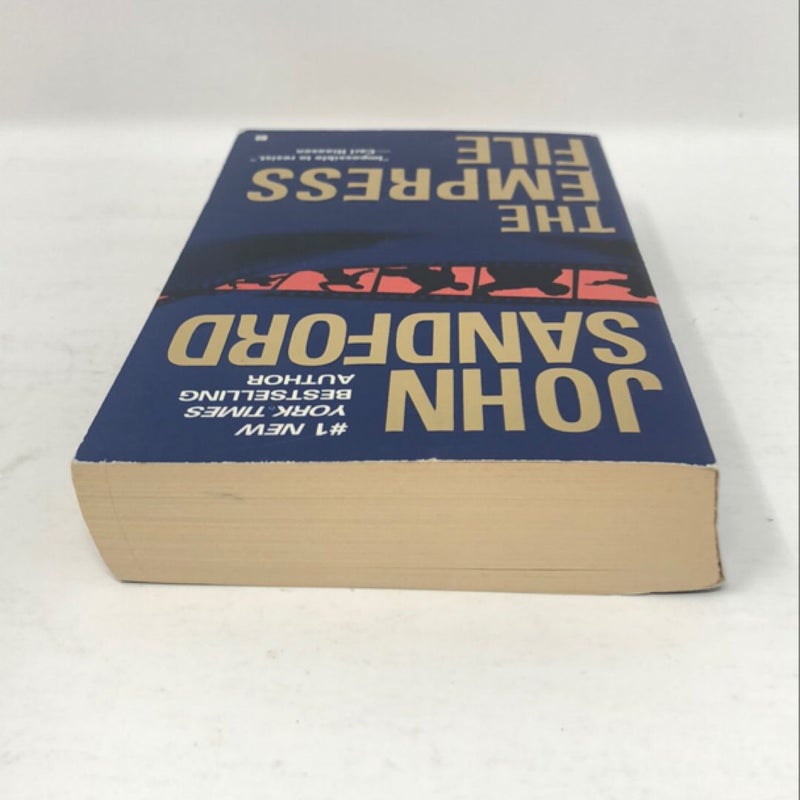 #1 NEW
YORK TIMES
BESTSELLING
AUTHOR
JOHN
SANDFORD
THE
EMPRESS
FILE
"Impossible to resist."
—Carl Hiaasen